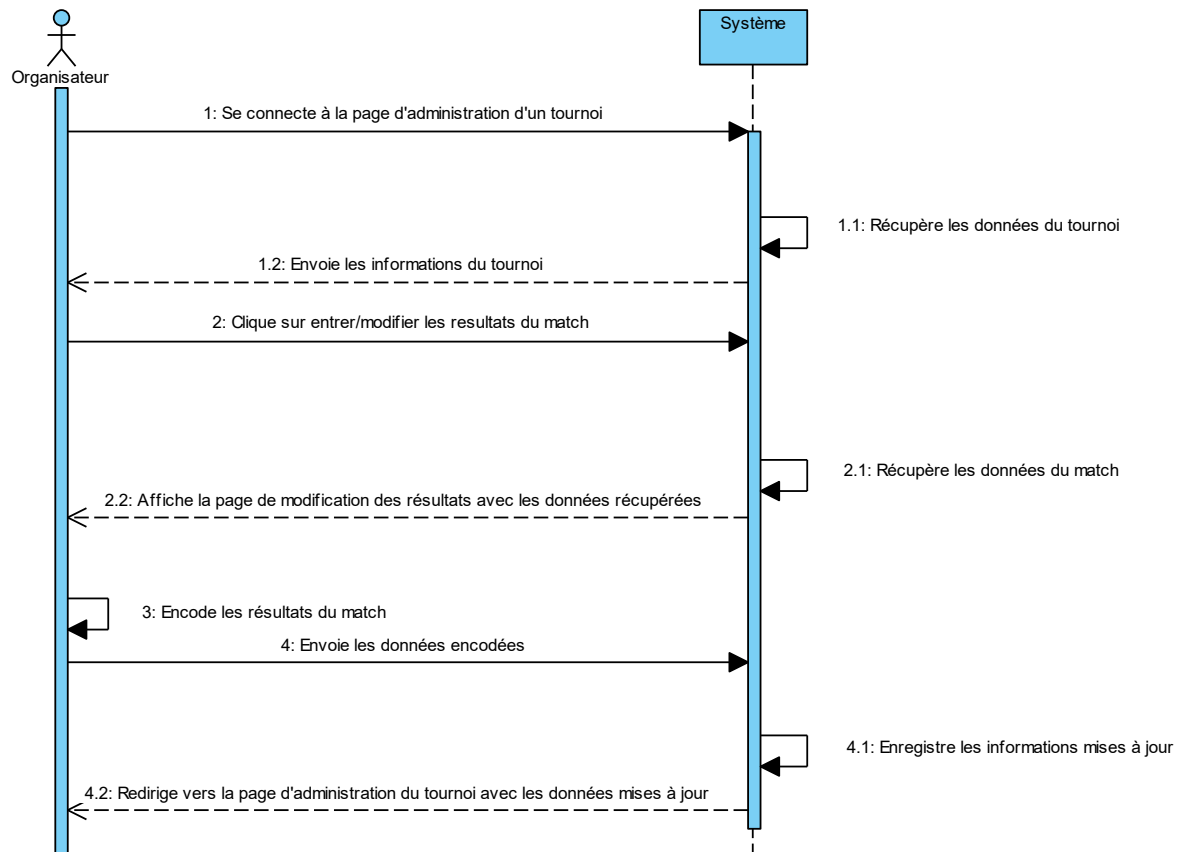 Système
Organisateur
1: Se connecte à la page d'administration d'un tournoi
1.1: Récupère les données du tournoi
1.2: Envoie les informations du tournoi
2: Clique sur entrer/modifier les resultats du match
2.1: Récupère les données du match
2.2: Affiche la page de modification des résultats avec les données récupérées
3: Encode les résultats du match
4: Envoie les données encodées
4.1: Enregistre les informations mises à jour
4.2: Redirige vers la page d'administration du tournoi avec les données mises à jour